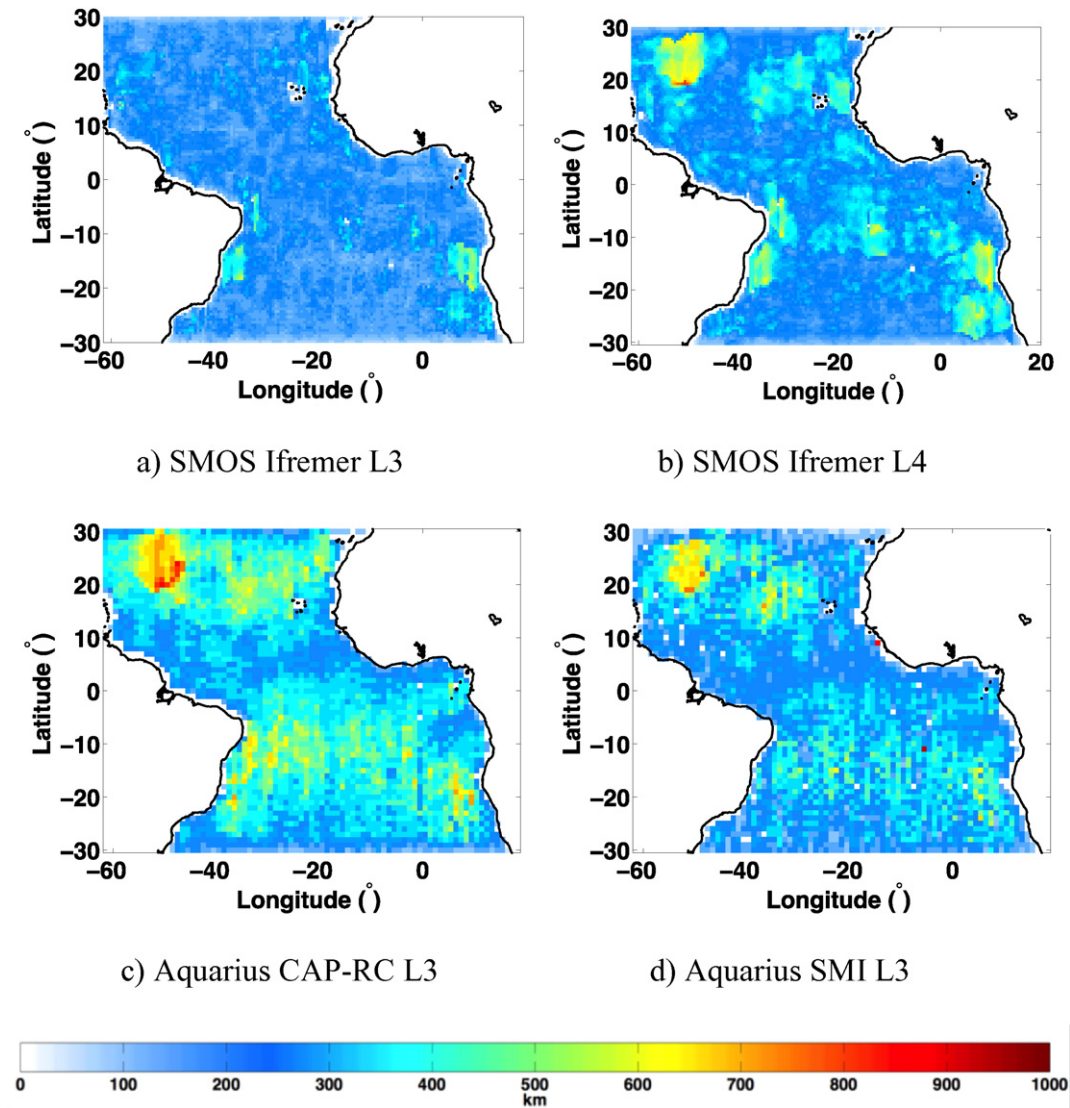 30
20
10
0
−10
−20
−30
Latitude (°)
−60 −40 −20 0
Longitude (°)
a) SMOS Ifremer L3
30
20
10
0
−10
−20
−30
Latitude (°)
−60 −40 −20 0 20
Longitude (°)
b) SMOS Ifremer L4
30
20
10
0
−10
−20
−30
Latitude (°)
−60 −40 −20 0
Longitude (°)
c) Aquarius CAP-RC L3
30
20
10
0
−10
−20
−30
Latitude (°)
−60 −40 −20 0
Longitude (°)
d) Aquarius SMI L3
0 100 200 300 400 500 600 700 800 900 1000
km